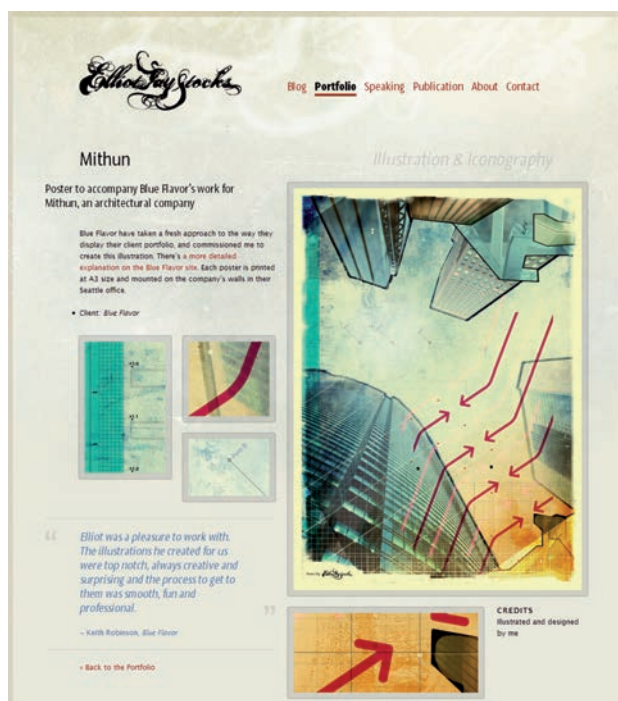 Elliot Jay Stocks
Blog Portfolio Speaking Publication About Contact
Mithun
Illustration & Iconography
Poster to accompany Blue Flavor's work for
Mithun, an architectural company
Blue Flavor have taken a fresh approach to the way they
display their client portfolio, and commissioned me to
create this illustration. There's a more detailed
explanation on the Blue Flavor site. Each poster is printed
at A3 size and mounted on the company's walls in their
Seattle office.
• Client: Blue Flavor
“ Elliot was a pleasure to work with.
The illustrations he created for us
were top notch, always creative and
surprising and the process to get to
them was smooth, fun and
professional. ”
– Keith Robinson, Blue Flavor
« Back to the Portfolio
CREDITS
Illustrated and designed
by me